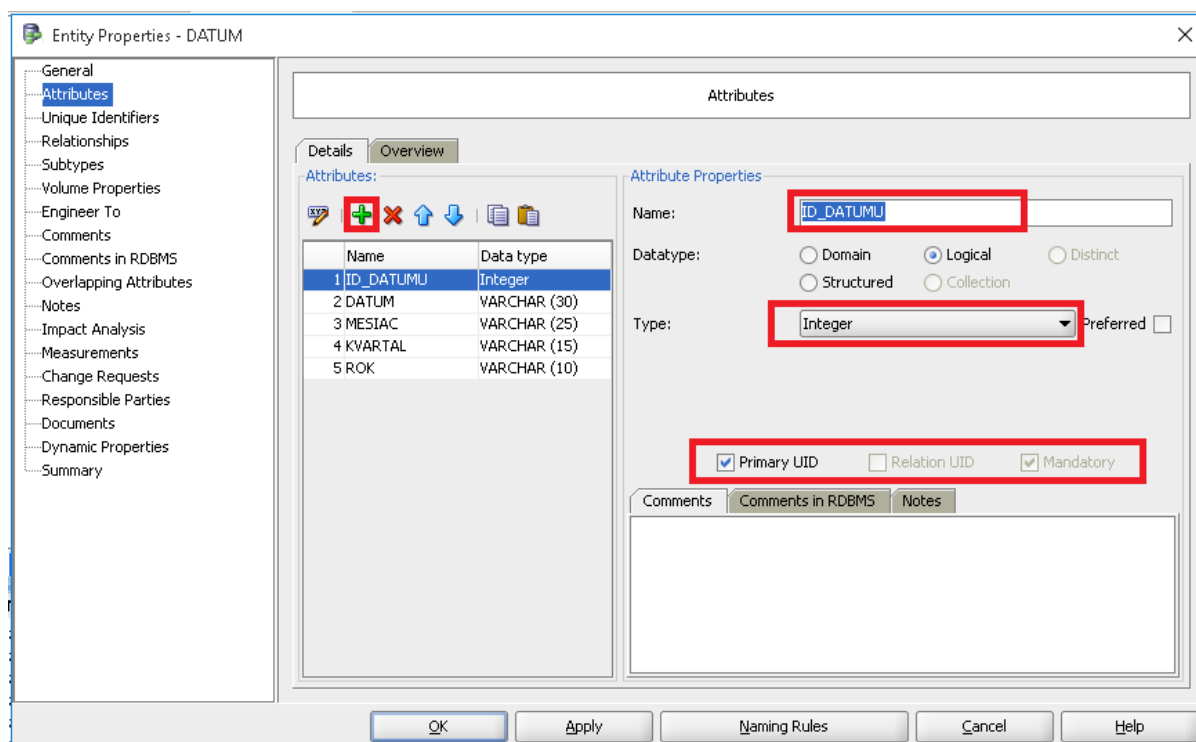 Entity Properties - DATUM
General
Attributes
Unique Identifiers
Relationships
Subtypes
Volume Properties
Engineer To
Comments
Comments in RDBMS
Overlapping Attributes
Notes
Impact Analysis
Measurements
Change Requests
Responsible Parties
Documents
Dynamic Properties
Summary
Attributes
Details Overview
Attributes:
Name Data type
1 ID_DATUMU Integer
2 DATUM VARCHAR (30)
3 MESIAC VARCHAR (25)
4 KVARTAL VARCHAR (15)
5 ROK VARCHAR (10)
Attribute Properties
Name: ID_DATUMU
Datatype: Domain Logical Distinct
Structured Collection
Type: Integer Preferred
Primary UID Relation UID Mandatory
Comments Comments in RDBMS Notes
OK Apply Naming Rules Cancel Help